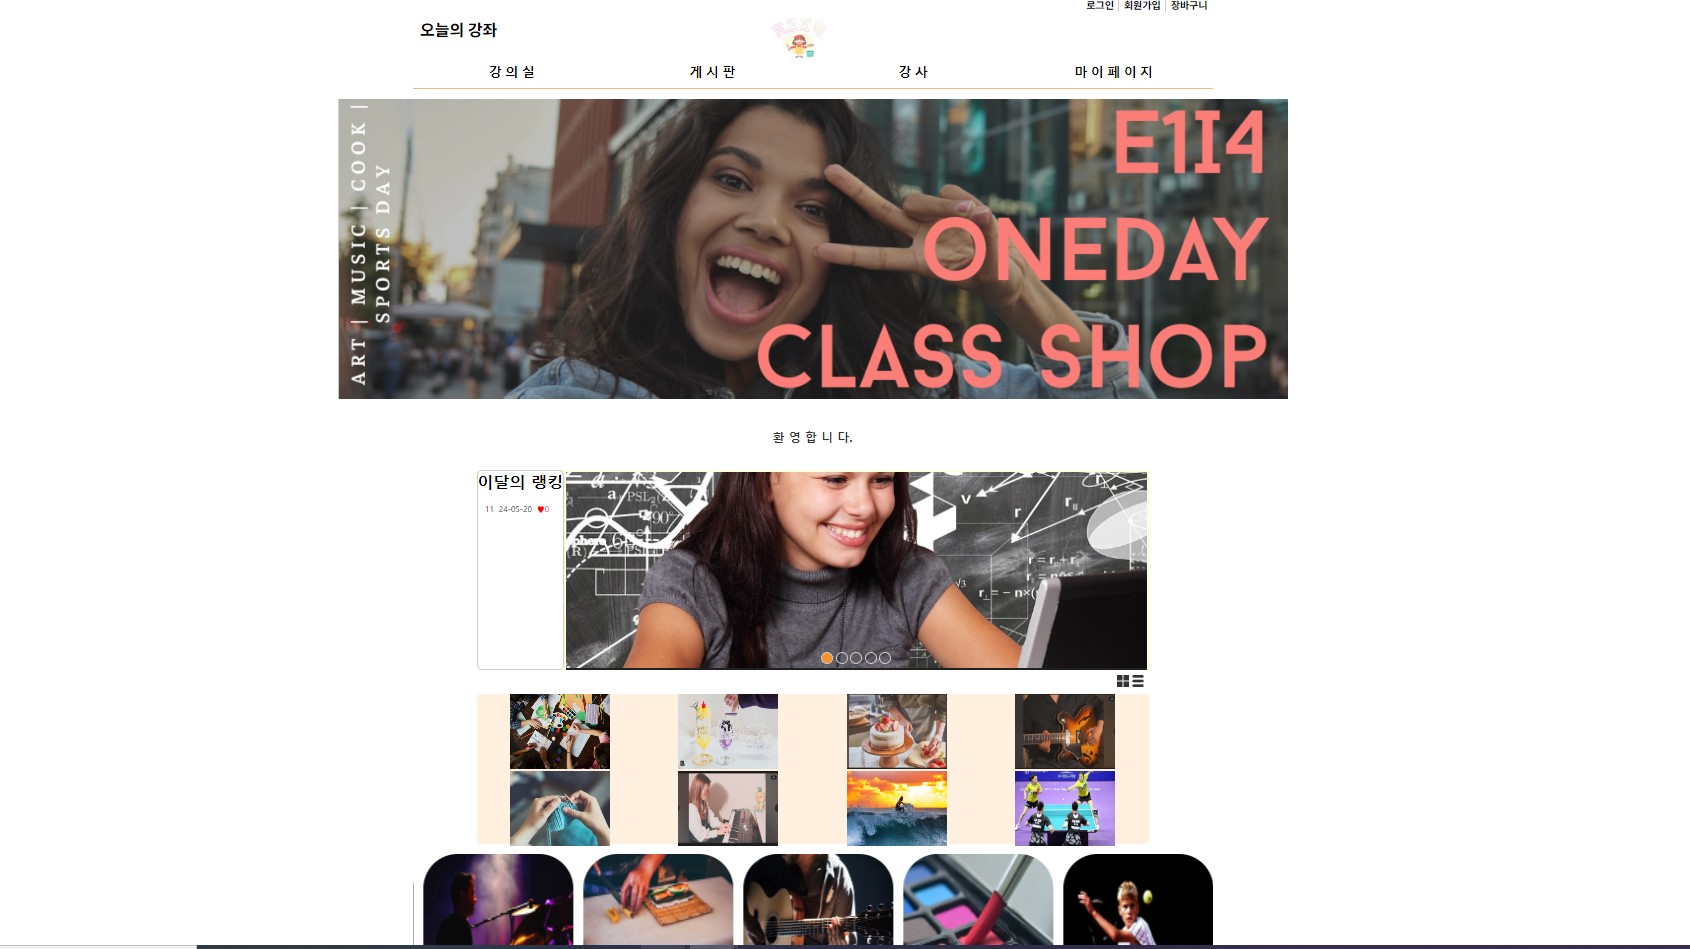 로그인 회원가입 장바구니
오늘의 강좌
강 의 실 게 시 판 강 사 마 이 페 이 지
ART | MUSIC | COOK |
SPORTS DAY
E1I4
ONEDAY
CLASS SHOP
환 영 합 니 다.
이달의 랭킹
11 24-05-20 ♥0